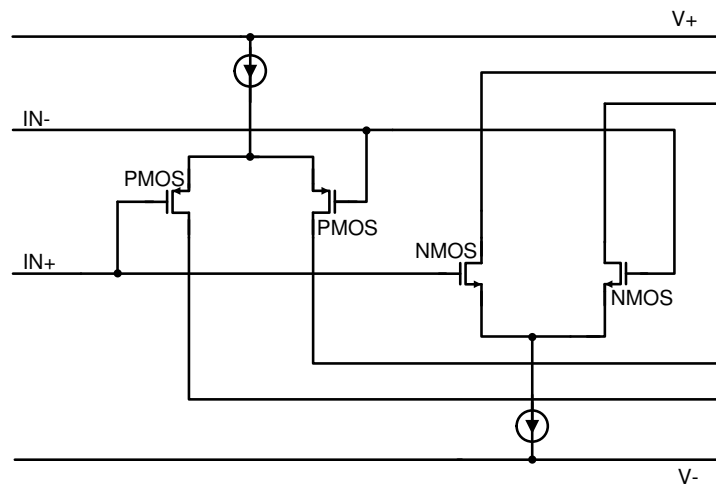 V+
IN-
PMOS
PMOS
NMOS
IN+
NMOS
V-